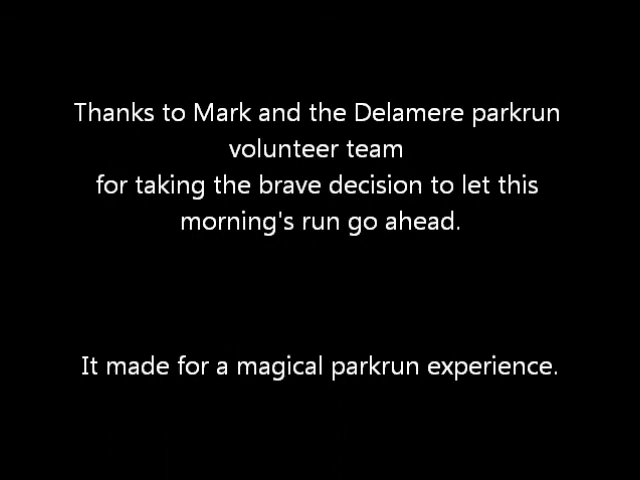 Thanks to Mark and the Delamere parkrun
volunteer team
for taking the brave decision to let this
morning's run go ahead.
It made for a magical parkrun experience.